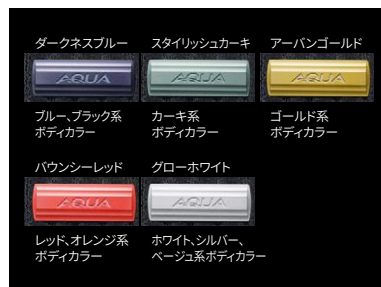 ダークネスブルー
スタイリッシュカーキ
アーバンゴールド
AQUA
AQUA
AQUA
ブルー、ブラック系
ボディカラー
カーキ系
ボディカラー
ゴールド系
ボディカラー
バウンシーレッド
グローホワイト
AQUA
AQUA
レッド、オレンジ系
ボディカラー
ホワイト、シルバー、
ベージュ系ボディカラー